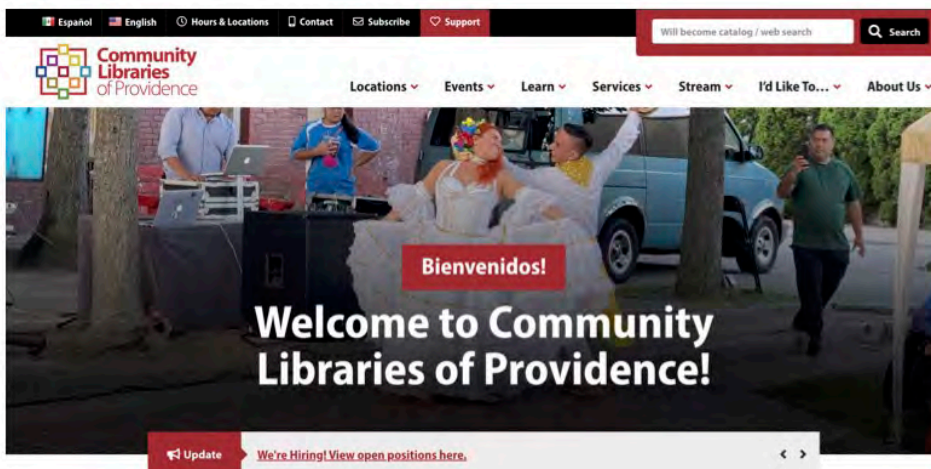 Español English Hours & Locations Contact Subscribe Support
Will become catalog / web search Search
Community
Libraries
of Providence
Locations Events Learn Services Stream I'd Like To... About Us
Bienvenidos!
Welcome to Community
Libraries of Providence!
Update We're Hiring! View open positions here.